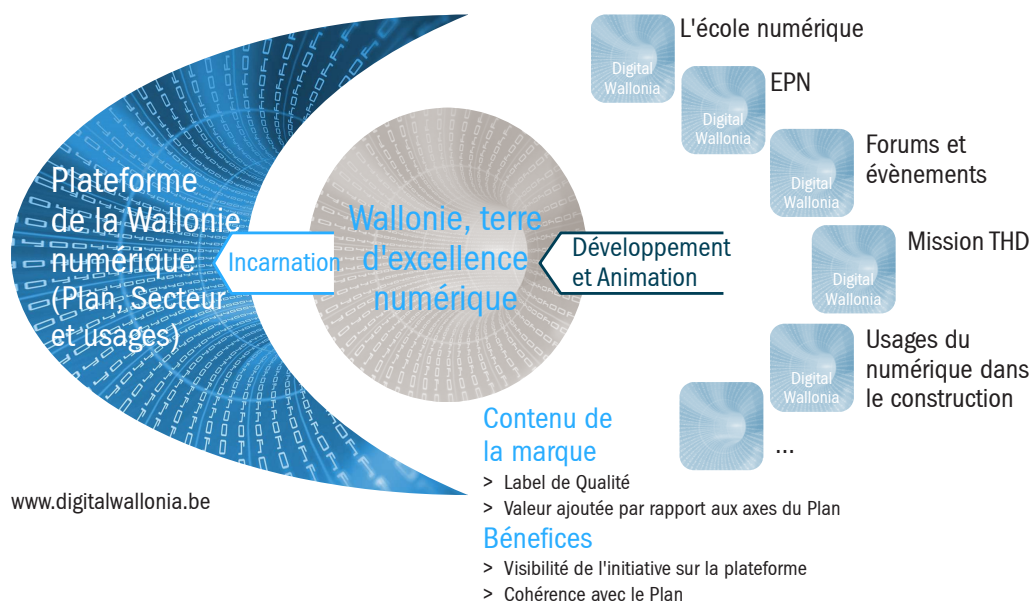 Plateforme
de la Wallonie
numérique
(Plan, Secteur
et usages)
Incarnation
Wallonie, terre
d'excellence
numérique
Développement
et Animation
Digital
Wallonia
L'école numérique
Digital
Wallonia
EPN
Digital
Wallonia
Forums et
évènements
Digital
Wallonia
Mission THD
Digital
Wallonia
Usages du
numérique dans
le construction
...
www.digitalwallonia.be
Contenu de
la marque
> Label de Qualité
> Valeur ajoutée par rapport aux axes du Plan
Bénefices
> Visibilité de l'initiative sur la plateforme
> Cohérence avec le Plan